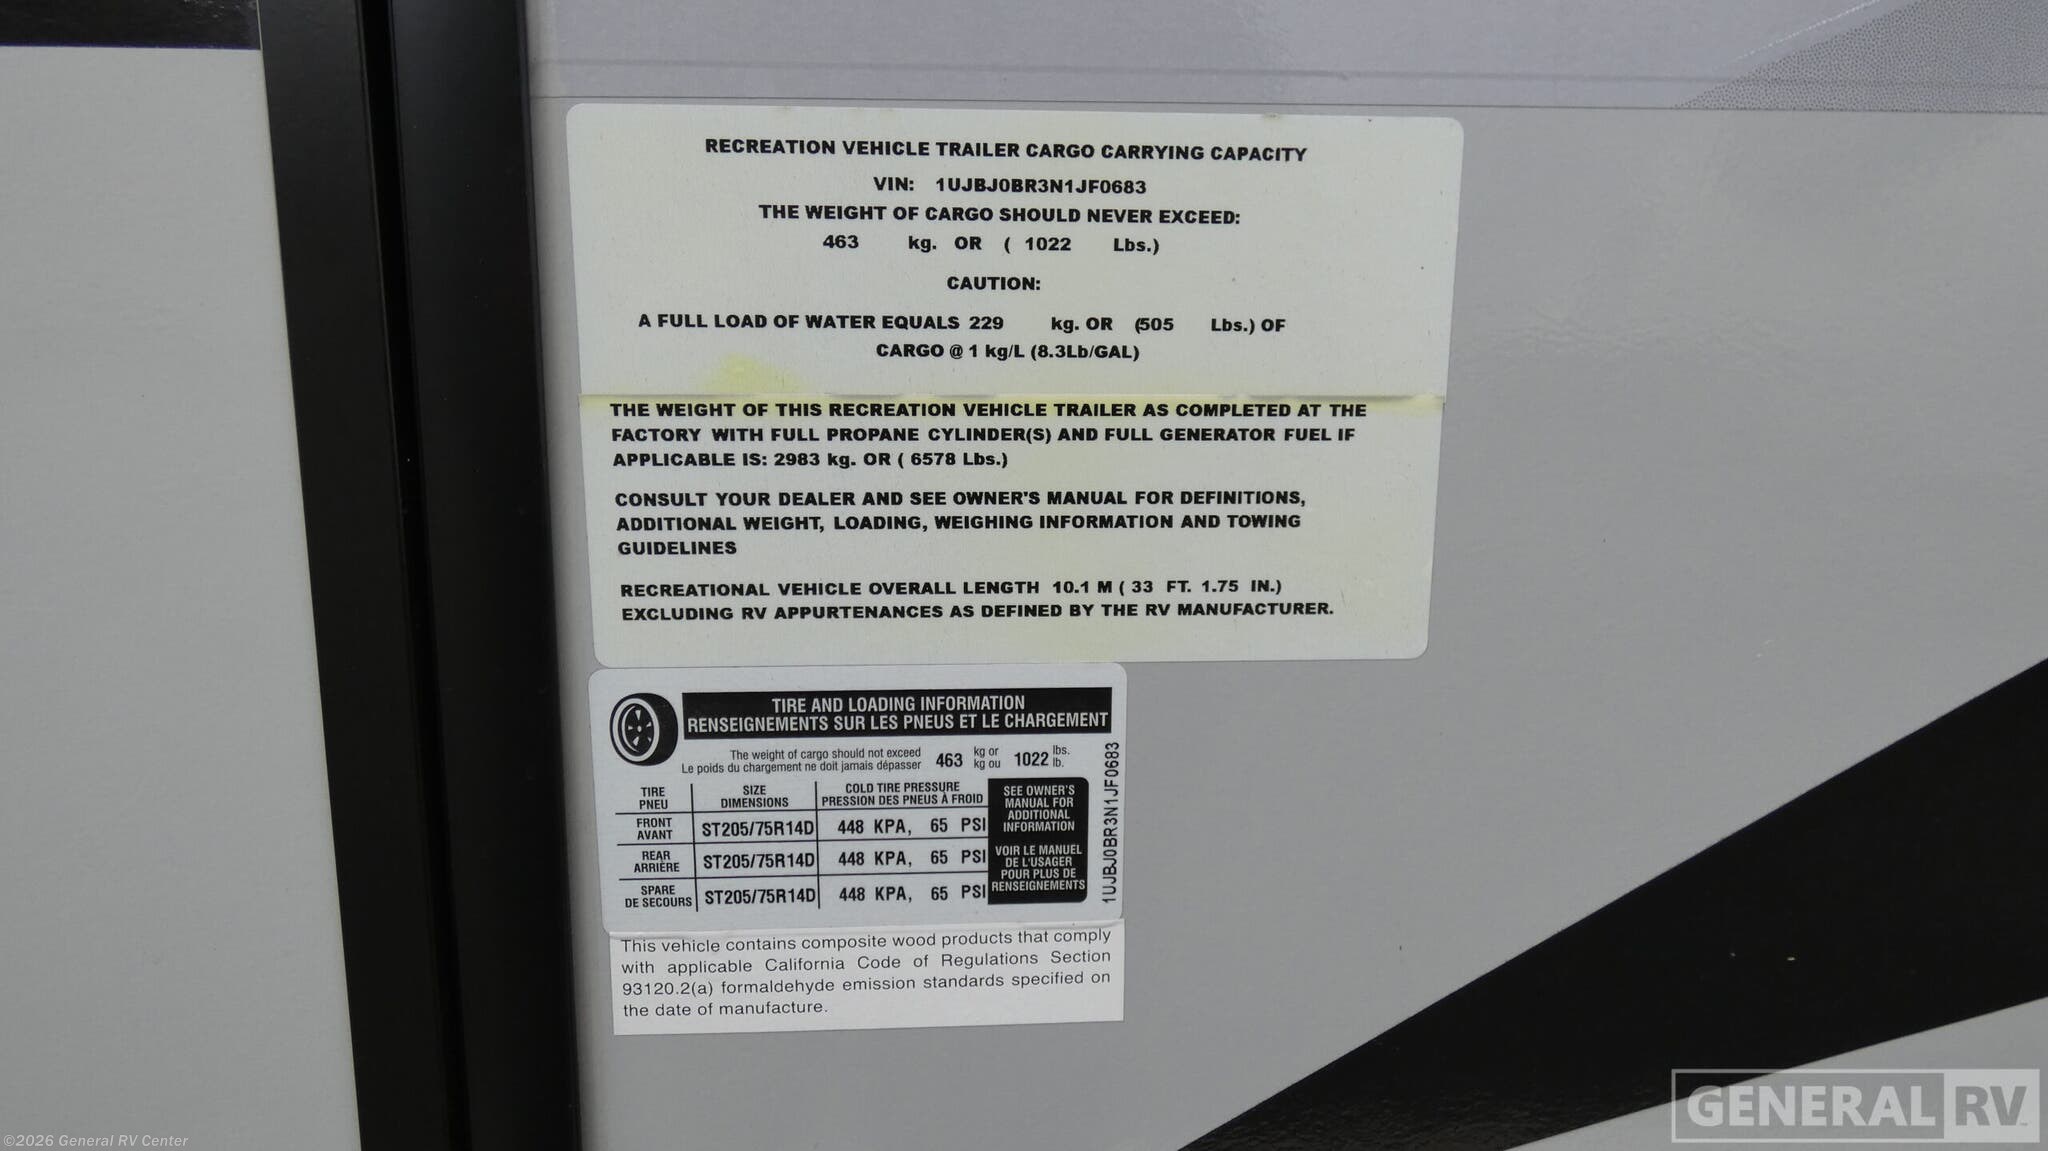 RECREATION VEHICLE TRAILER CARGO CARRYING CAPACITY
VIN: 1UJBJ0BR3N1JF0683
THE WEIGHT OF CARGO SHOULD NEVER EXCEED:
463 kg. OR ( 1022 Lbs.)
CAUTION:
A FULL LOAD OF WATER EQUALS 229 kg. OR (505 Lbs.) OF
CARGO @ 1 kg/L (8.3Lb/GAL)
THE WEIGHT OF THIS RECREATION VEHICLE TRAILER AS COMPLETED AT THE
FACTORY WITH FULL PROPANE CYLINDER(S) AND FULL GENERATOR FUEL IF
APPLICABLE IS: 2983 kg. OR ( 6578 Lbs.)
CONSULT YOUR DEALER AND SEE OWNER'S MANUAL FOR DEFINITIONS,
ADDITIONAL WEIGHT, LOADING, WEIGHING INFORMATION AND TOWING
GUIDELINES
RECREATIONAL VEHICLE OVERALL LENGTH 10.1 M ( 33 FT. 1.75 IN.)
EXCLUDING RV APPURTENANCES AS DEFINED BY THE RV MANUFACTURER.
TIRE AND LOADING INFORMATION
RENSEIGNEMENTS SUR LES PNEUS ET LE CHARGEMENT
The weight of cargo should not exceed 463 kg or 1022 lbs.
Le poids du chargement ne doit jamais dépasser kg ou lb.
TIRE SIZE COLD TIRE PRESSURE
PNEU DIMENSIONS PRESSION DES PNEUS À FROID
FRONT
AVANT ST205/75R14D 448 KPA, 65 PSI
REAR
ARRIÈRE ST205/75R14D 448 KPA, 65 PSI
SPARE
DE SECOURS ST205/75R14D 448 KPA, 65 PSI
SEE OWNER'S
MANUAL FOR
ADDITIONAL
INFORMATION
VOIR LE MANUEL
DE L'USAGER
POUR PLUS DE
RENSEIGNEMENTS
1UJBJ0BR3N1JF0683
This vehicle contains composite wood products that comply
with applicable California Code of Regulations Section
93120.2(a) formaldehyde emission standards specified on
the date of manufacture.
GENERAL RV
©2026 General RV Center